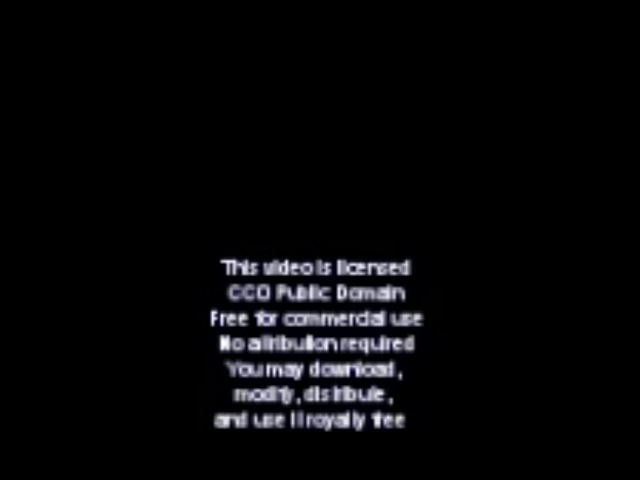 This video is licensed
CC0 Public Domain
Free for commercial use
No attribution required
You may download,
modify, distribute,
and use it royalty free